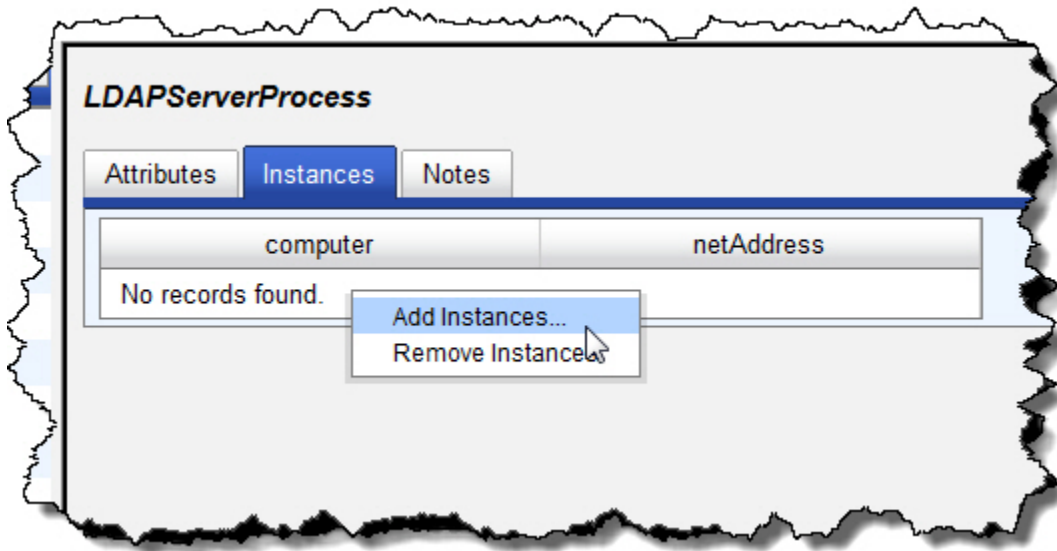 LDAPServerProcess
Attributes Instances Notes
computer netAddress
No records found.
Add Instances...
Remove Instances